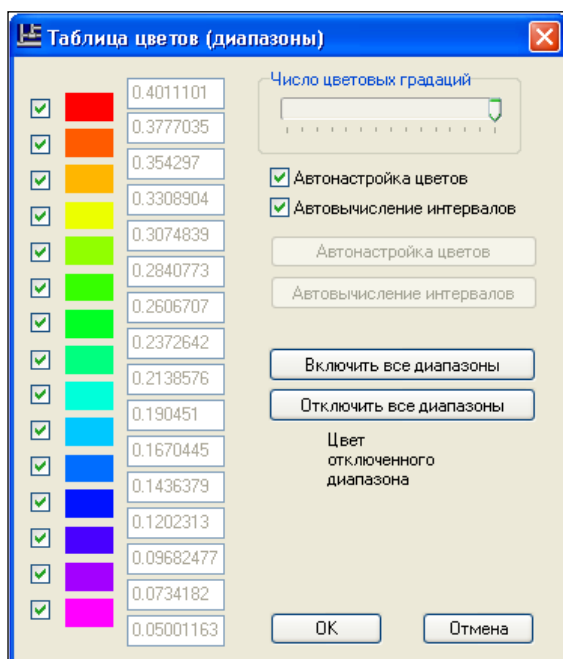 Таблица цветов (диапазоны)
0.4011101
0.3777035
0.354297
0.3308904
0.3074839
0.2840773
0.2606707
0.2372642
0.2138576
0.190451
0.1670445
0.1436379
0.1202313
0.09682477
0.0734182
0.05001163
Число цветовых градаций
Автонастройка цветов
Автовычисление интервалов
Автонастройка цветов
Автовычисление интервалов
Включить все диапазоны
Отключить все диапазоны
Цвет
отключенного
диапазона
OK
Отмена